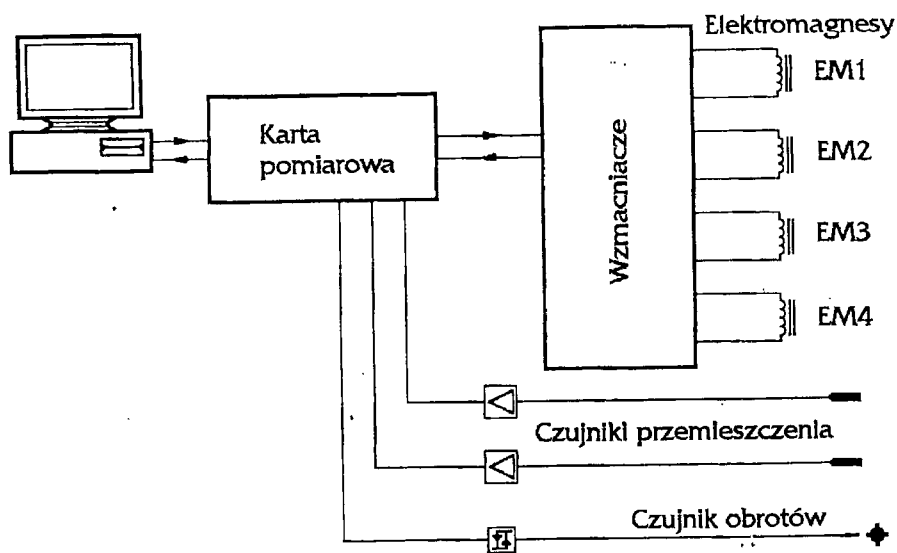 Elektromagnesy
EM1
Karta
pomiarowa
EM2
Wzmacniacze
EM3
EM4
Czujniki przemieszczenia
Czujnik obrotów